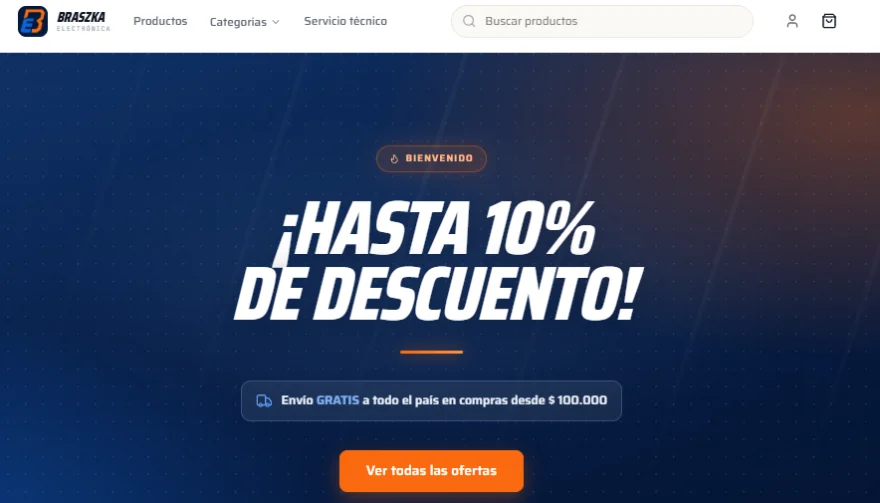 BRASZKA
ELECTRÓNICA
Productos
Categorias
Servicio técnico
Buscar productos
BIENVENIDO
¡HASTA 10%
DE DESCUENTO!
Envío GRATIS a todo el país en compras desde $ 100.000
Ver todas las ofertas